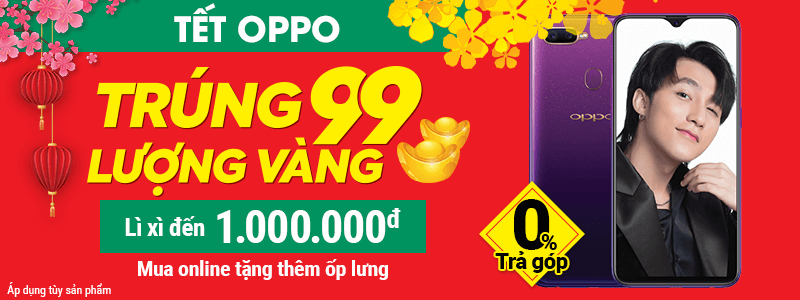 TẾT OPPO
TRÚNG 99
LƯỢNG VÀNG
Lì xì đến 1.000.000đ
Mua online tặng thêm ốp lưng
Áp dụng tùy sản phẩm
0%
Trả góp
oppo